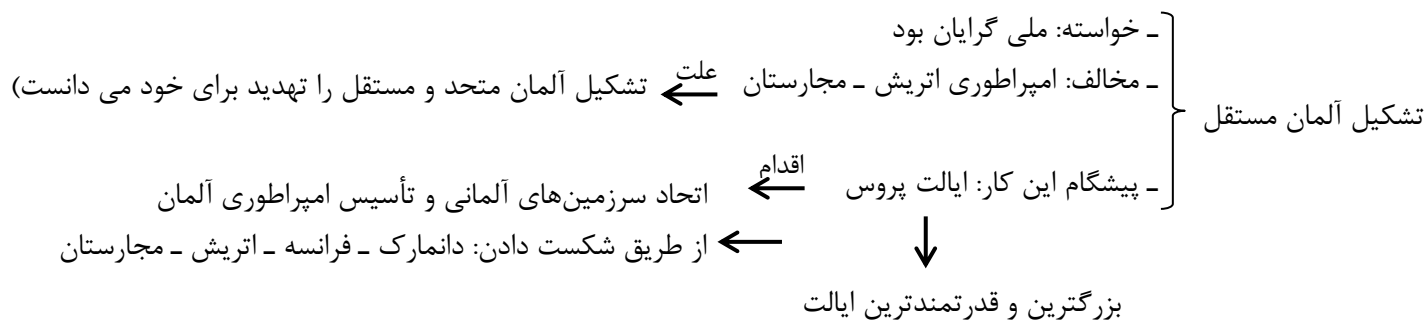 ـ خواسته: ملی گرایان بود
ـ مخالف: امپراطوری اتریش ـ مجارستان علت تشکیل آلمان متحد و مستقل را تهدید برای خود می دانست)
تشکیل آلمان مستقل
ـ پیشگام این کار: ایالت پروس اقدام اتحاد سرزمین‌های آلمانی و تأسیس امپراطوری آلمان
از طریق شکست دادن: دانمارک ـ فرانسه ـ اتریش ـ مجارستان
بزرگترین و قدرتمندترین ایالت